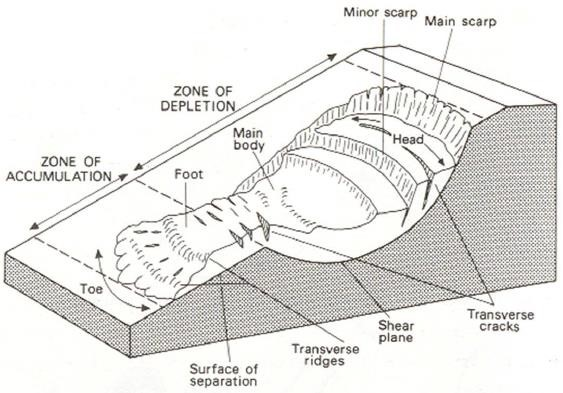 Minor scarp
Main scarp
ZONE OF
DEPLETION
Main
body
Head
ZONE OF
ACCUMULATION
Foot
Toe
Transverse
cracks
Shear
plane
Transverse
ridges
Surface of
separation